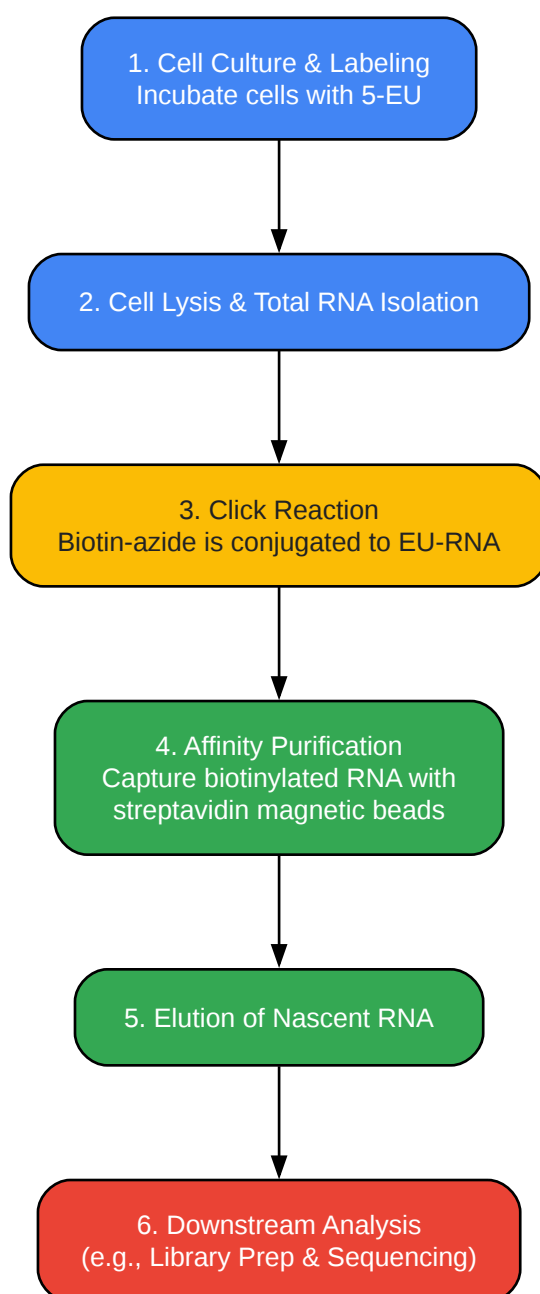 1. Cell Culture & Labeling
Incubate cells with 5-EU
2. Cell Lysis & Total RNA Isolation
3. Click Reaction
Biotin-azide is conjugated to EU-RNA
4. Affinity Purification
Capture biotinylated RNA with
streptavidin magnetic beads
5. Elution of Nascent RNA
6. Downstream Analysis
(e.g., Library Prep & Sequencing)